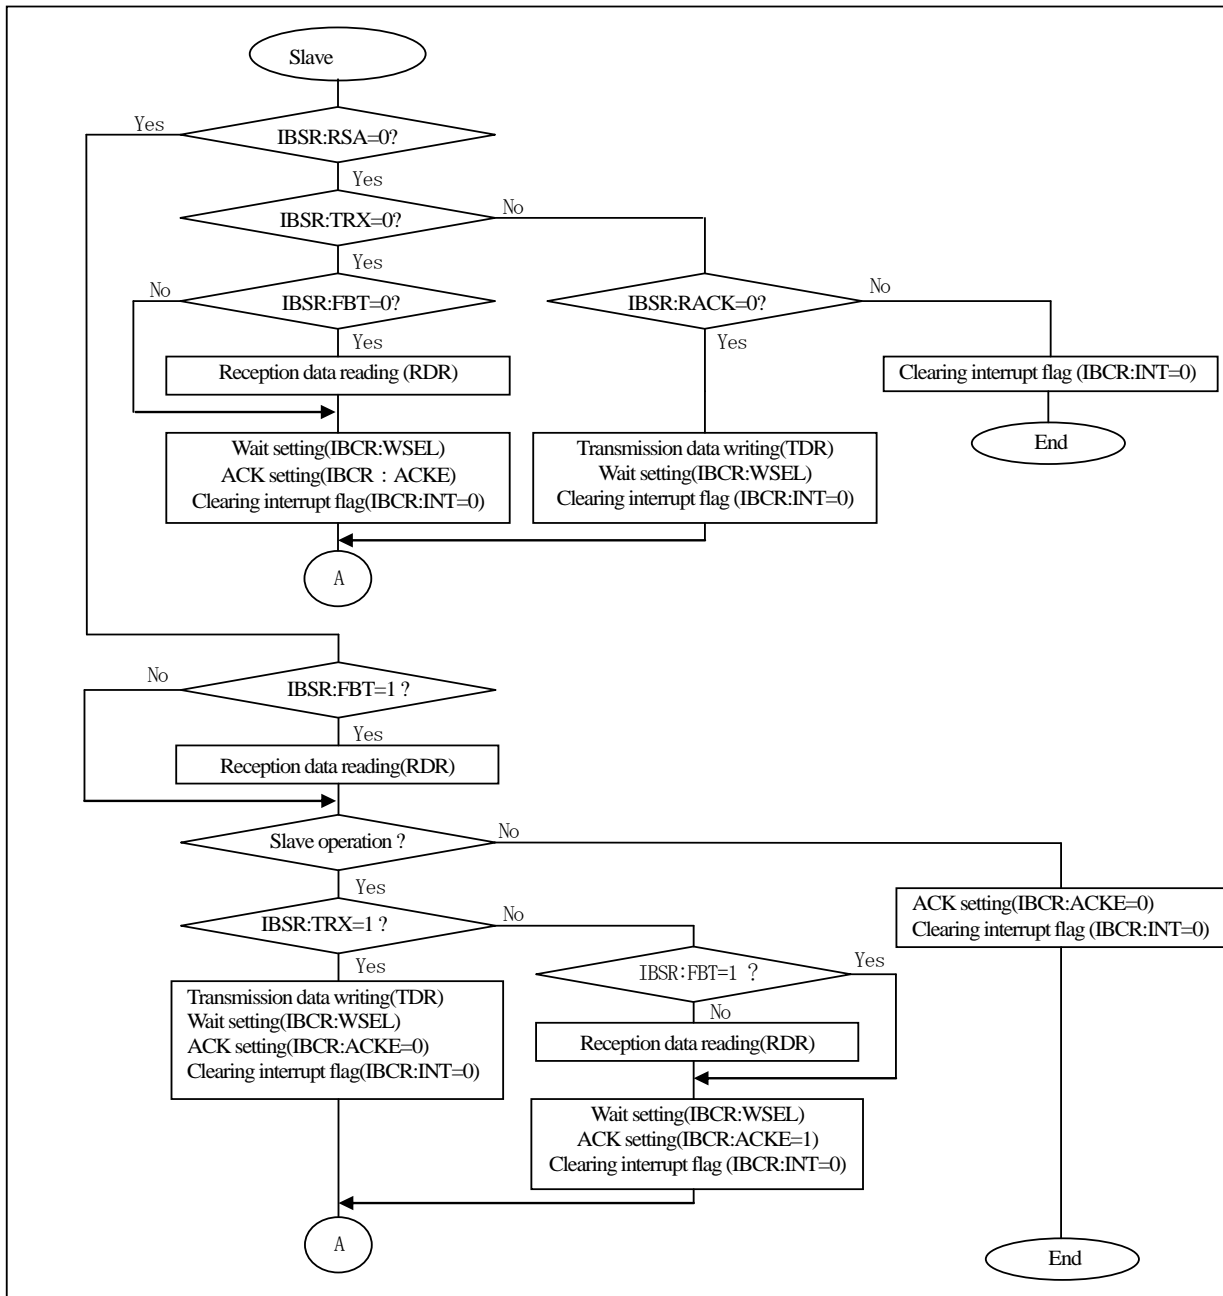 Slave
Yes
IBSR:RSA=0?
Yes
IBSR:TRX=0?
No
Yes
No
IBSR:FBT=0?
IBSR:RACK=0?
No
Yes
Yes
Reception data reading (RDR)
Clearing interrupt flag (IBCR:INT=0)
Wait setting(IBCR:WSEL)
ACK setting(IBCR：ACKE)
Clearing interrupt flag(IBCR:INT=0)
Transmission data writing(TDR)
Wait setting(IBCR:WSEL)
Clearing interrupt flag (IBCR:INT=0)
End
A
No
IBSR:FBT=1 ?
Yes
Reception data reading(RDR)
Slave operation ?
No
Yes
IBSR:TRX=1 ?
No
ACK setting(IBCR:ACKE=0)
Clearing interrupt flag (IBCR:INT=0)
Yes
IBSR:FBT=1 ?
Yes
No
Transmission data writing(TDR)
Wait setting(IBCR:WSEL)
ACK setting(IBCR:ACKE=0)
Clearing interrupt flag(IBCR:INT=0)
Reception data reading(RDR)
Wait setting(IBCR:WSEL)
ACK setting(IBCR:ACKE=1)
Clearing interrupt flag (IBCR:INT=0)
A
End